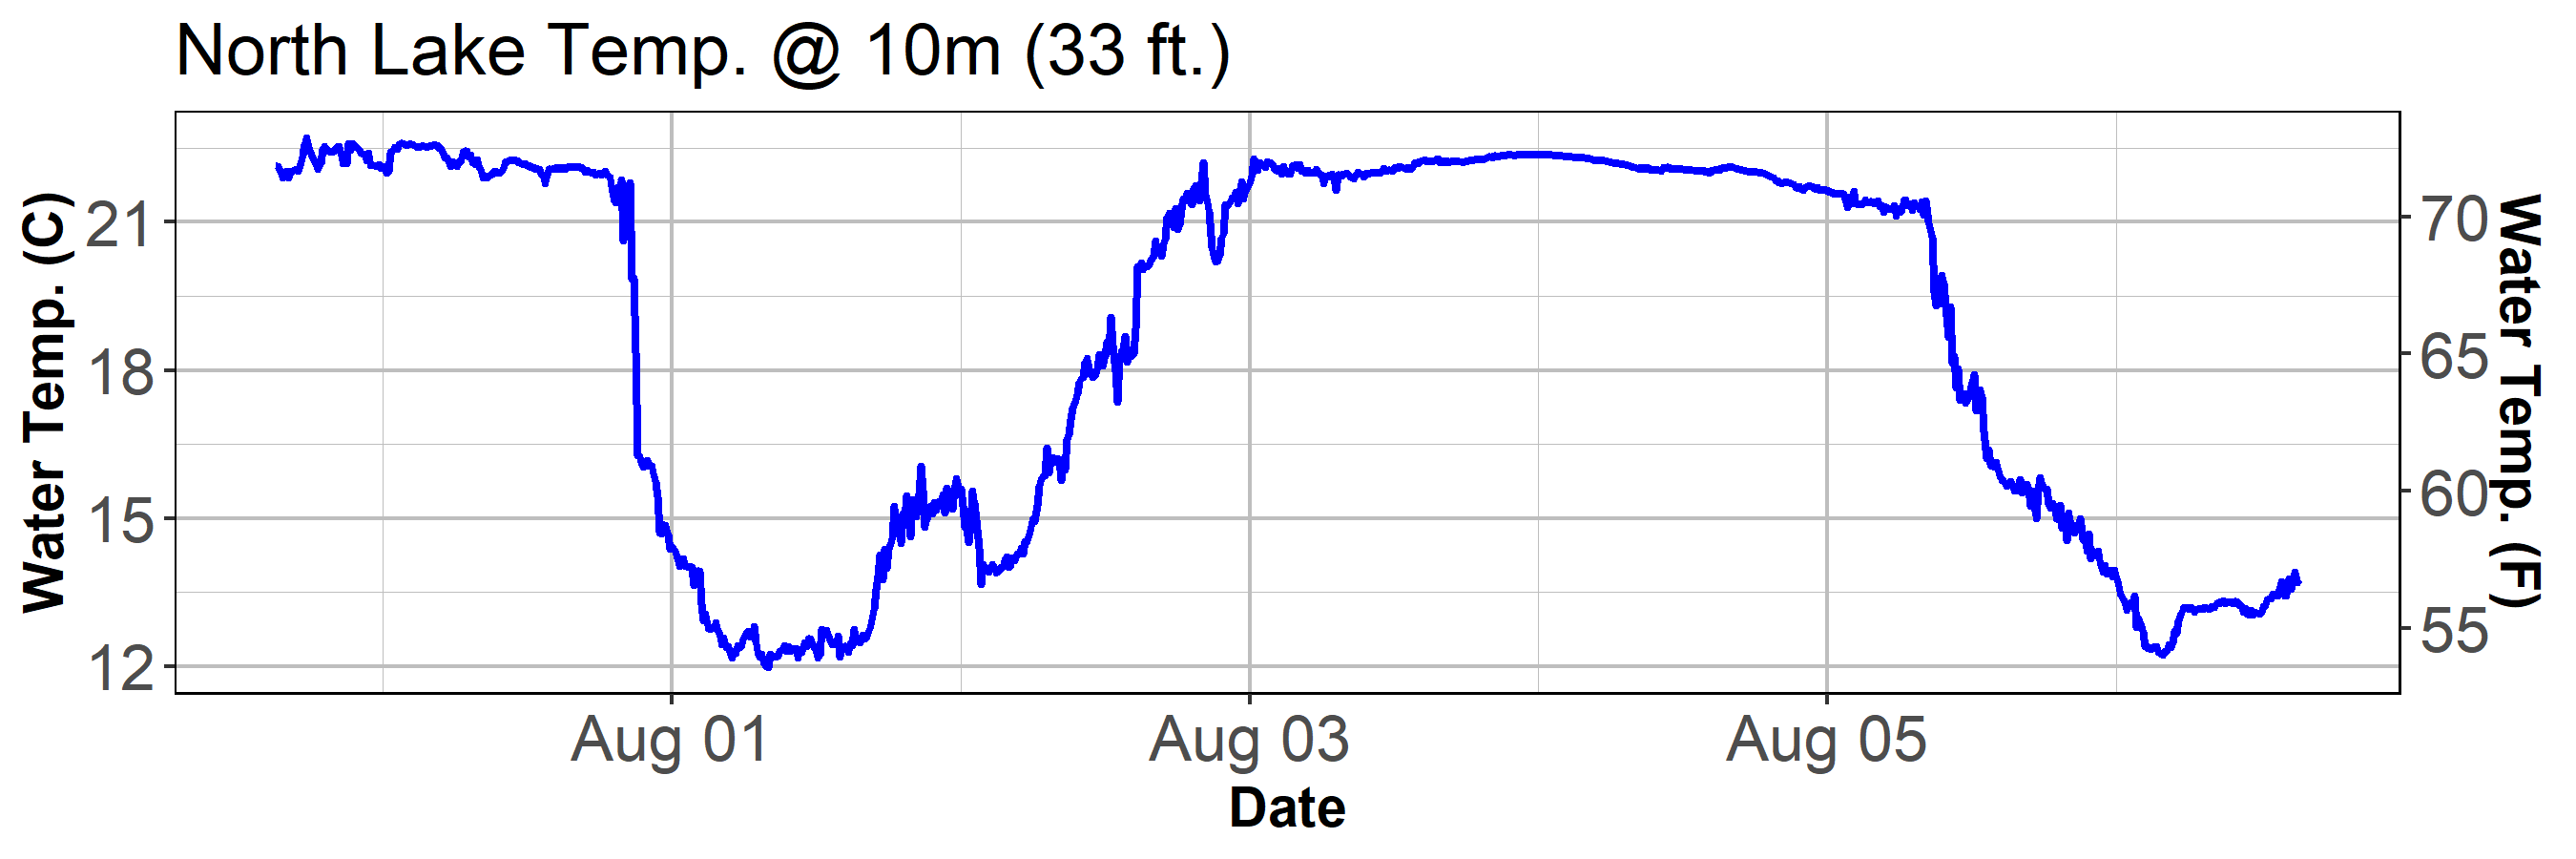 North Lake Temp. @ 10m (33 ft.)
Water Temp. (C)
21
18
15
12
70
65
60
55
Water Temp. (F)
Aug 01 Aug 03 Aug 05
Date